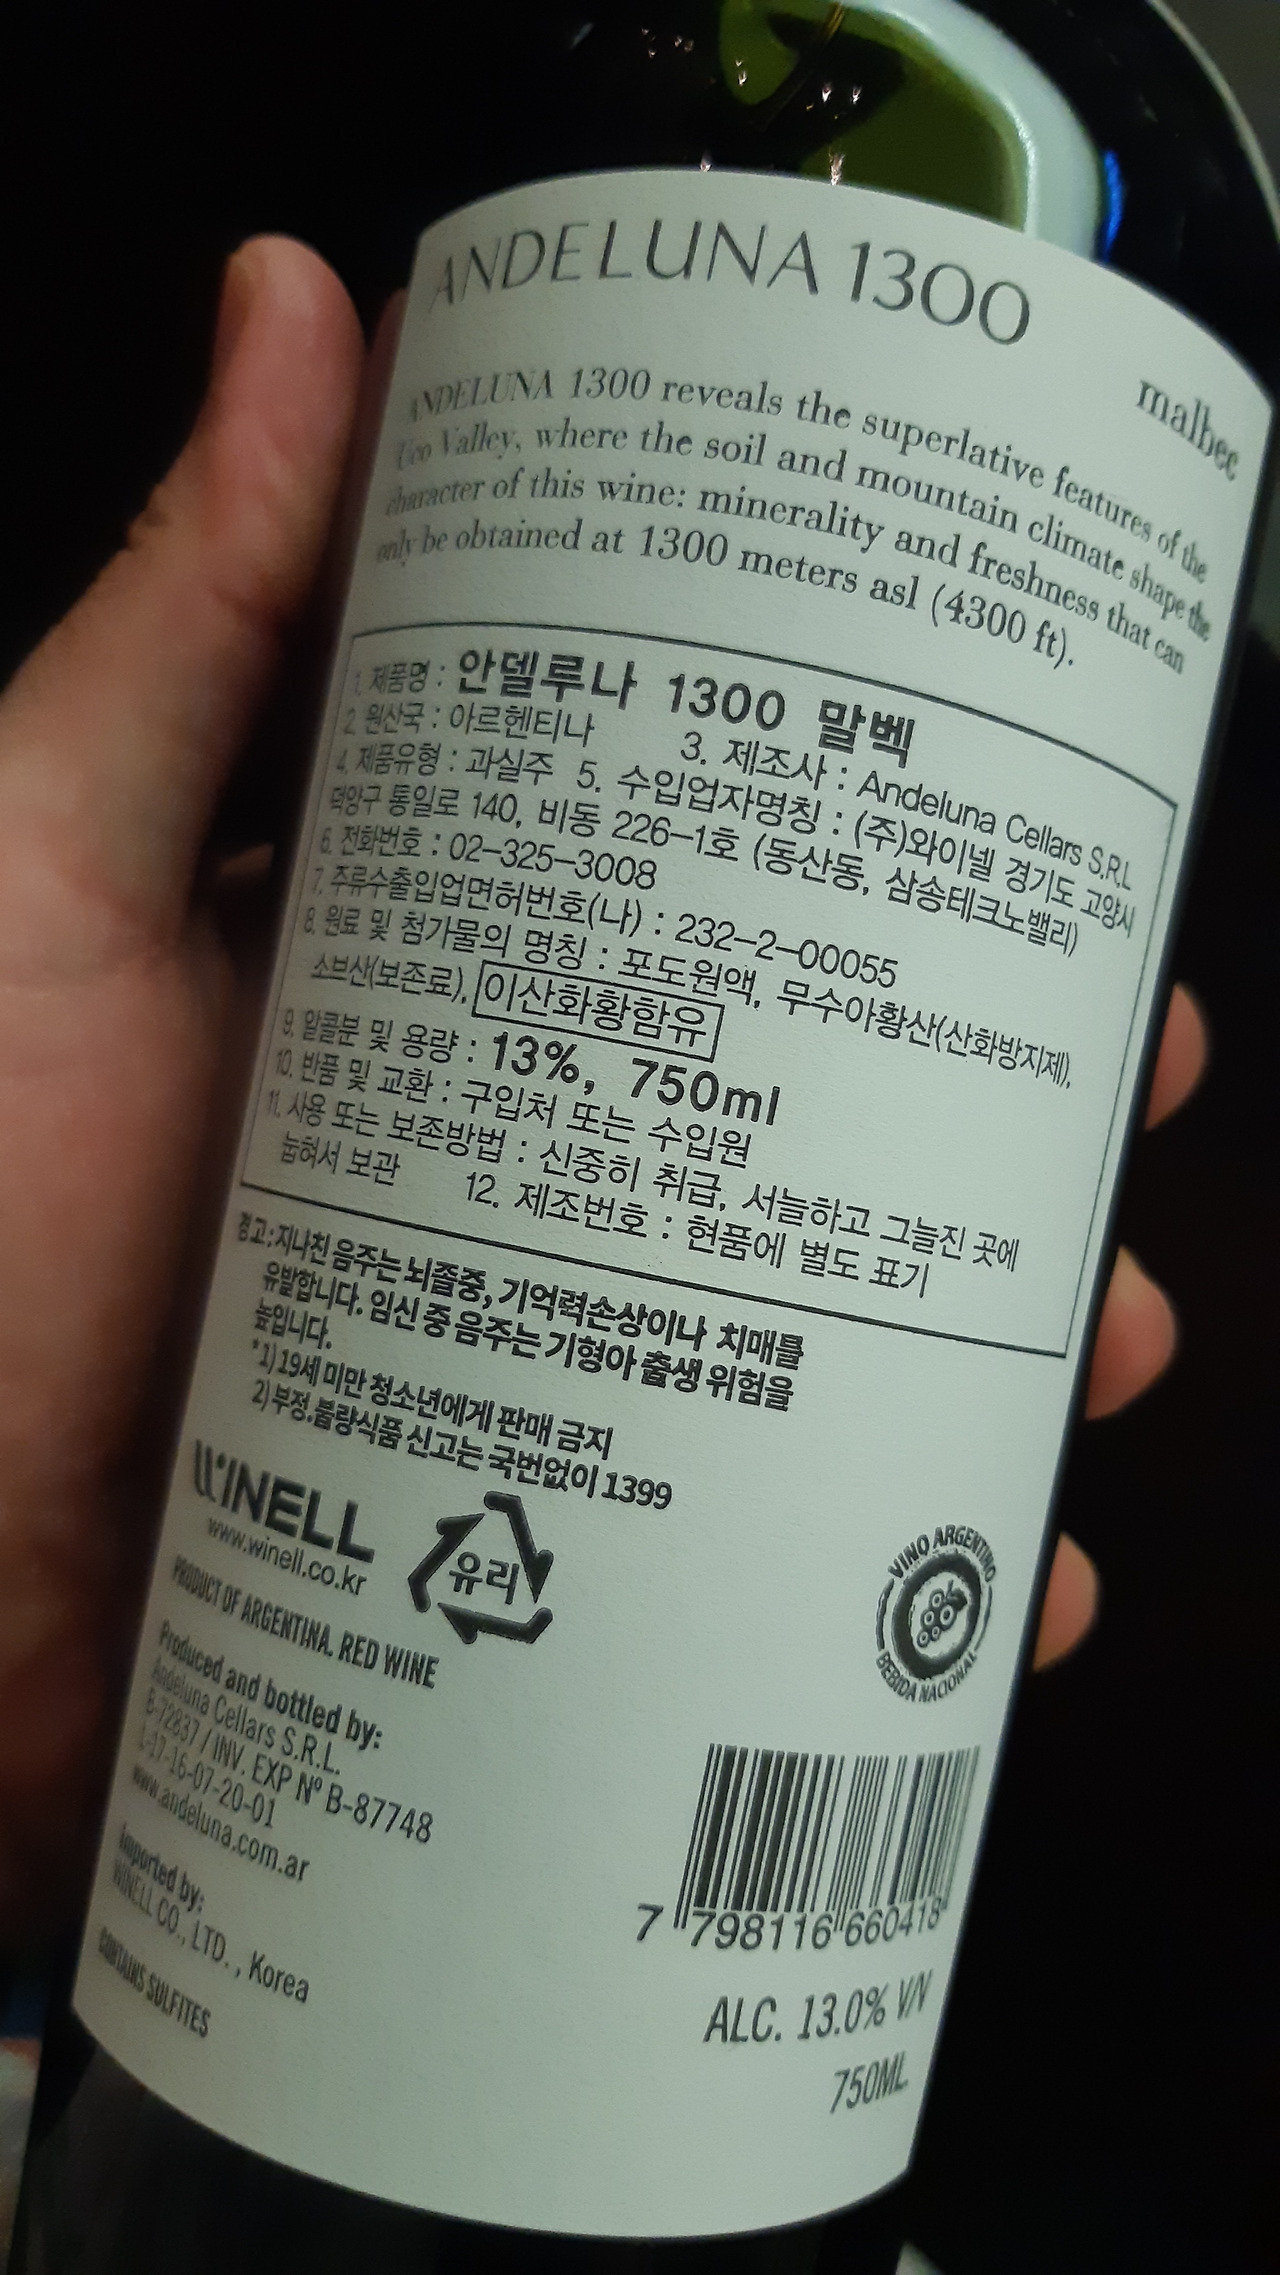 ANDELUNA 1300
malbec
ANDELUNA 1300 reveals the superlative features of the
Uco Valley, where the soil and mountain climate shape the
character of this wine: minerality and freshness that can
only be obtained at 1300 meters asl (4300 ft).
1. 제품명 : 안델루나 1300 말벡
2. 원산국 : 아르헨티나 3. 제조사 : Andeluna Cellars S.R.L
4. 제품유형 : 과실주 5. 수입업자명칭 : (주)와이넬 경기도 고양시
덕양구 통일로 140, 비동 226-1호 (동산동, 삼송테크노밸리)
6. 전화번호 : 02-325-3008
7. 주류수출입업면허번호(나) : 232-2-00055
8. 원료 및 첨가물의 명칭 : 포도원액, 무수아황산(산화방지제),
소브산(보존료), 이산화황함유
9. 알콜분 및 용량 : 13%, 750ml
10. 반품 및 교환 : 구입처 또는 수입원
11. 사용 또는 보존방법 : 신중히 취급, 서늘하고 그늘진 곳에
눕혀서 보관 12. 제조번호 : 현품에 별도 표기
경고:지나친 음주는 뇌졸중, 기억력손상이나 치매를
유발합니다. 임신 중 음주는 기형아 출생 위험을
높입니다.
*1) 19세 미만 청소년에게 판매 금지
2) 부정.불량식품 신고는 국번없이 1399
WINELL
www.winell.co.kr
유리
VINO ARGENTINO
BEBIDA NACIONAL
PRODUCT OF ARGENTINA. RED WINE
Produced and bottled by:
Andeluna Cellars S.R.L.
B-72837 / INV. EXP Nº B-87748
L-17-16-07-20-01
www.andeluna.com.ar
Imported by:
WINELL CO., LTD. , Korea
CONTAINS SULFITES
7 798116 660418
ALC. 13.0% V/V
750ML